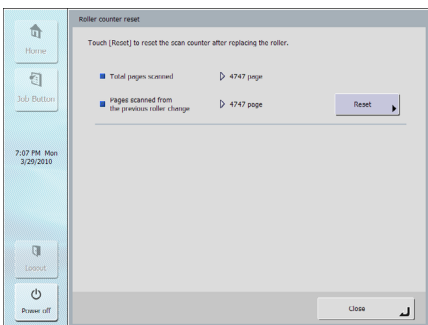 Roller counter reset
Home
Touch [Reset] to reset the scan counter after replacing the roller.
Total pages scanned
4747 page
Job Button
Pages scanned from
the previous roller change
4747 page
Reset
7:07 PM Mon
3/29/2010
Logout
Power off
Close